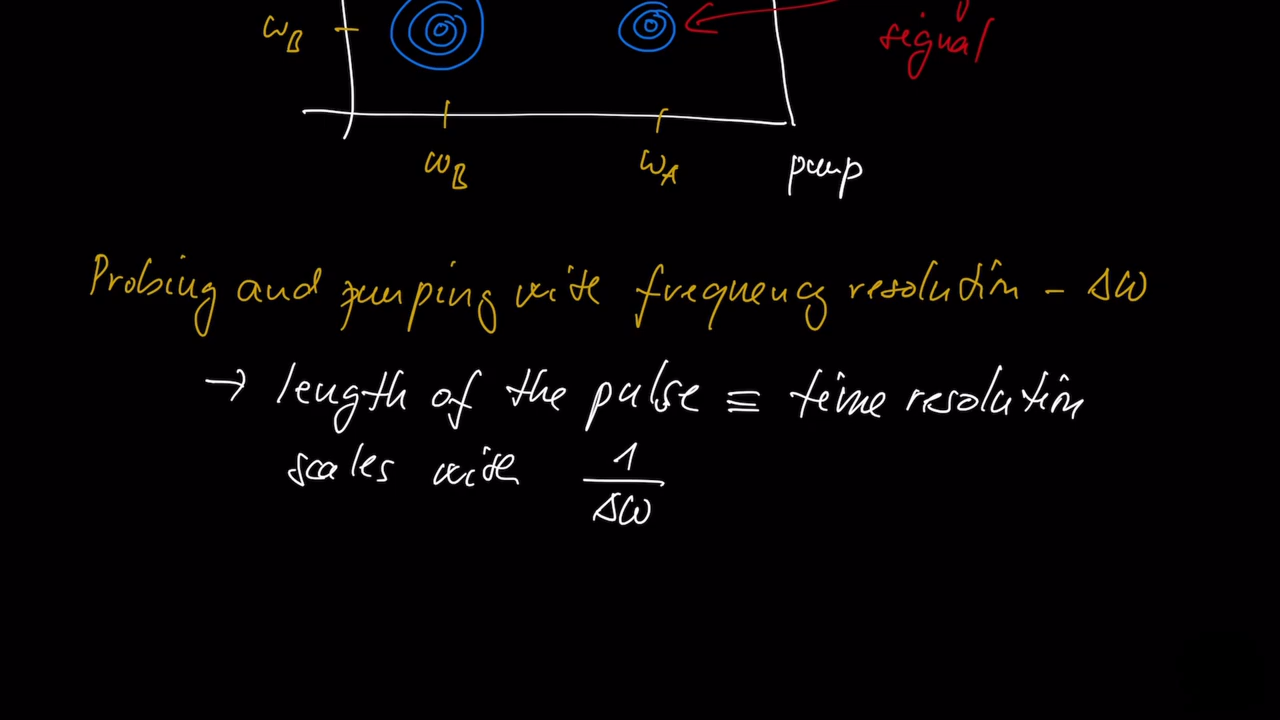 ω_B
signal
ω_B
ω_A
pump
Probing and pumping with frequency resolution - Δω
→ length of the pulse ≡ time resolution
scales with 1/Δω